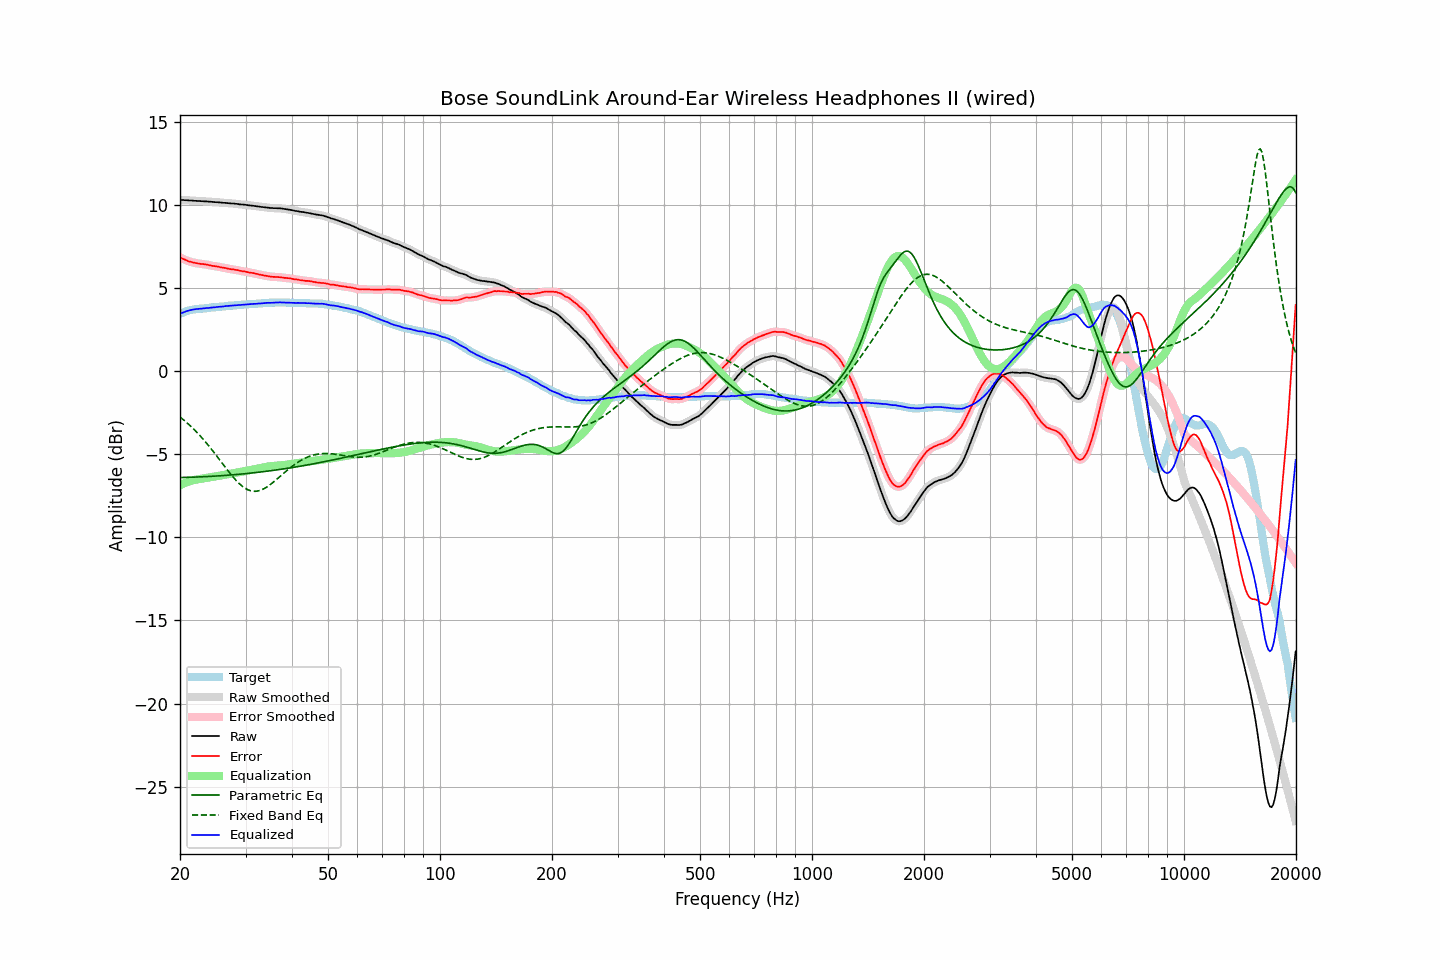 Bose SoundLink Around-Ear Wireless Headphones II (wired)
Amplitude (dBr)
15
10
5
0
−5
−10
−15
−20
−25
Target
Raw Smoothed
Error Smoothed
Raw
Error
Equalization
Parametric Eq
Fixed Band Eq
Equalized
20 50 100 200 500 1000 2000 5000 10000 20000
Frequency (Hz)